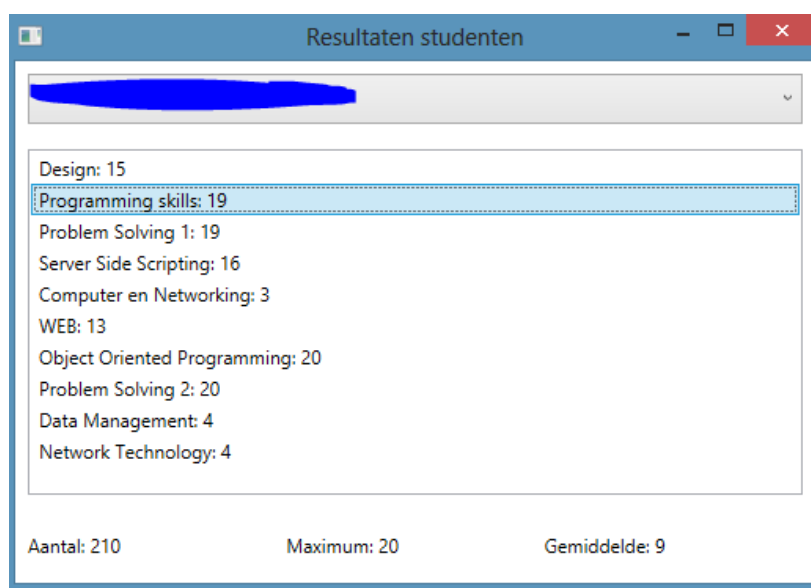 Resultaten studenten
Design: 15
Programming skills: 19
Problem Solving 1: 19
Server Side Scripting: 16
Computer en Networking: 3
WEB: 13
Object Oriented Programming: 20
Problem Solving 2: 20
Data Management: 4
Network Technology: 4
Aantal: 210 Maximum: 20 Gemiddelde: 9